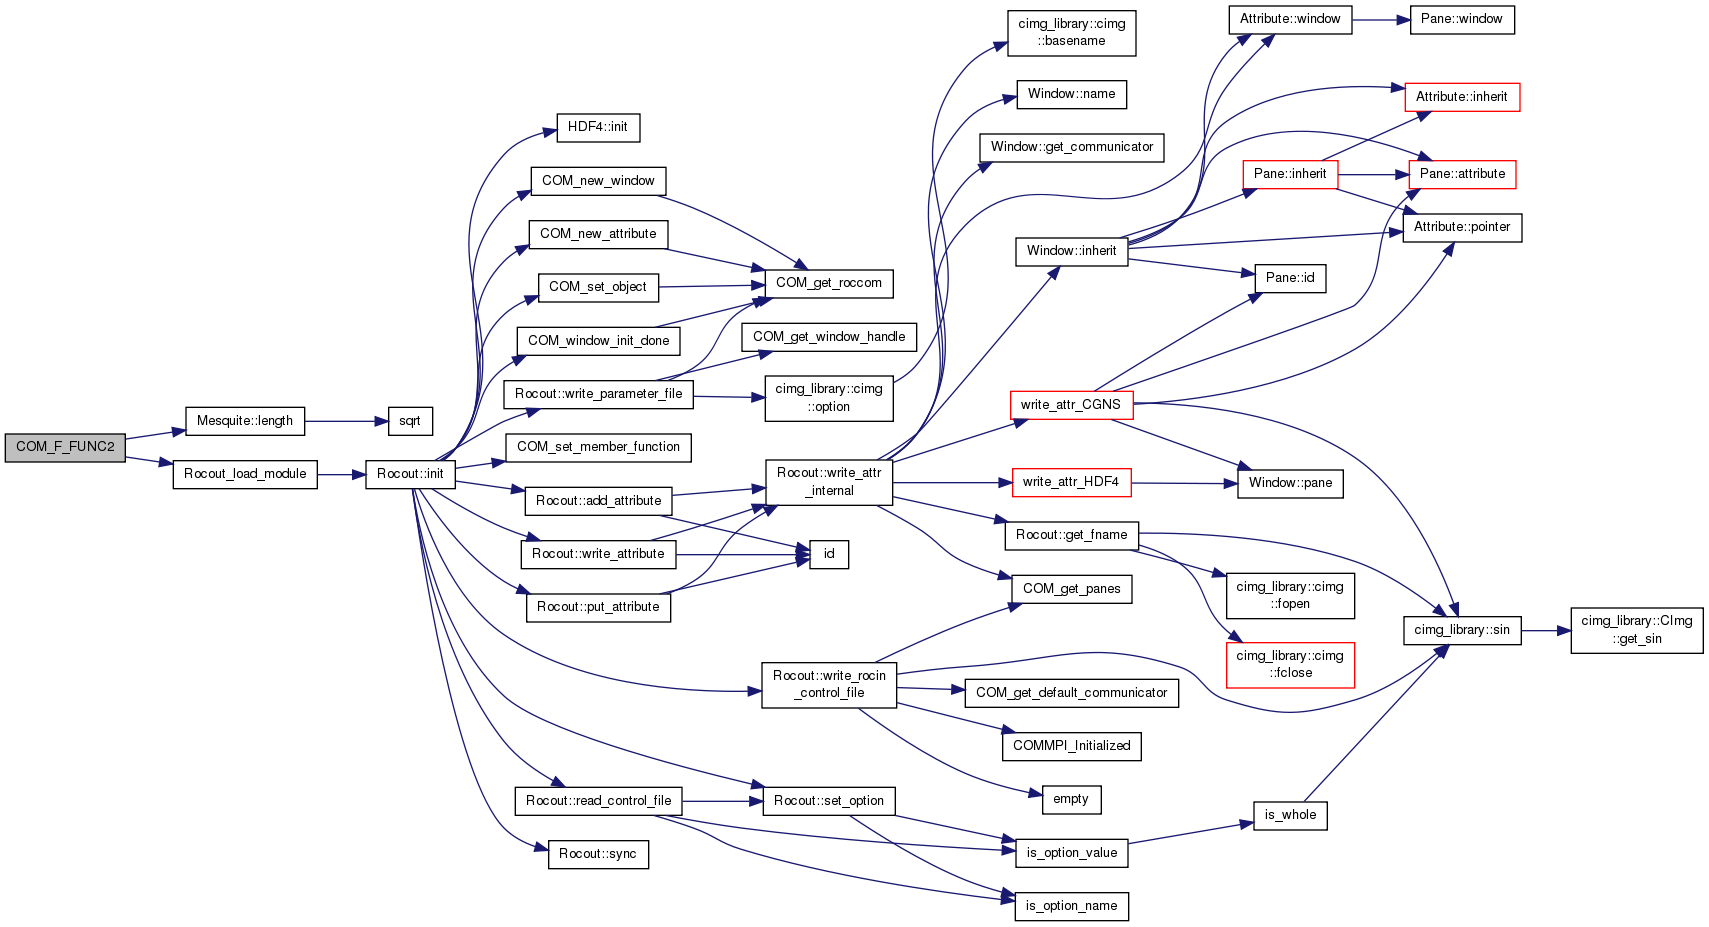 COM_F_FUNC2
Mesquite::length
Rocout_load_module
sqrt
Rocout::init
HDF4::init
COM_new_window
COM_new_attribute
COM_set_object
COM_window_init_done
Rocout::write_parameter_file
COM_set_member_function
Rocout::add_attribute
Rocout::write_attribute
Rocout::put_attribute
Rocout::read_control_file
Rocout::sync
COM_get_roccom
COM_get_window_handle
cimg_library::cimg
::option
Rocout::write_attr
_internal
id
Rocout::write_rocin
_control_file
Rocout::set_option
cimg_library::cimg
::basename
Window::name
Window::get_communicator
Window::inherit
write_attr_CGNS
write_attr_HDF4
Rocout::get_fname
COM_get_panes
COM_get_default_communicator
COMMPI_Initialized
empty
is_option_value
is_option_name
Attribute::window
Pane::inherit
Pane::id
Window::pane
cimg_library::cimg
::fopen
cimg_library::cimg
::fclose
is_whole
Pane::window
Attribute::inherit
Pane::attribute
Attribute::pointer
cimg_library::sin
cimg_library::CImg
::get_sin